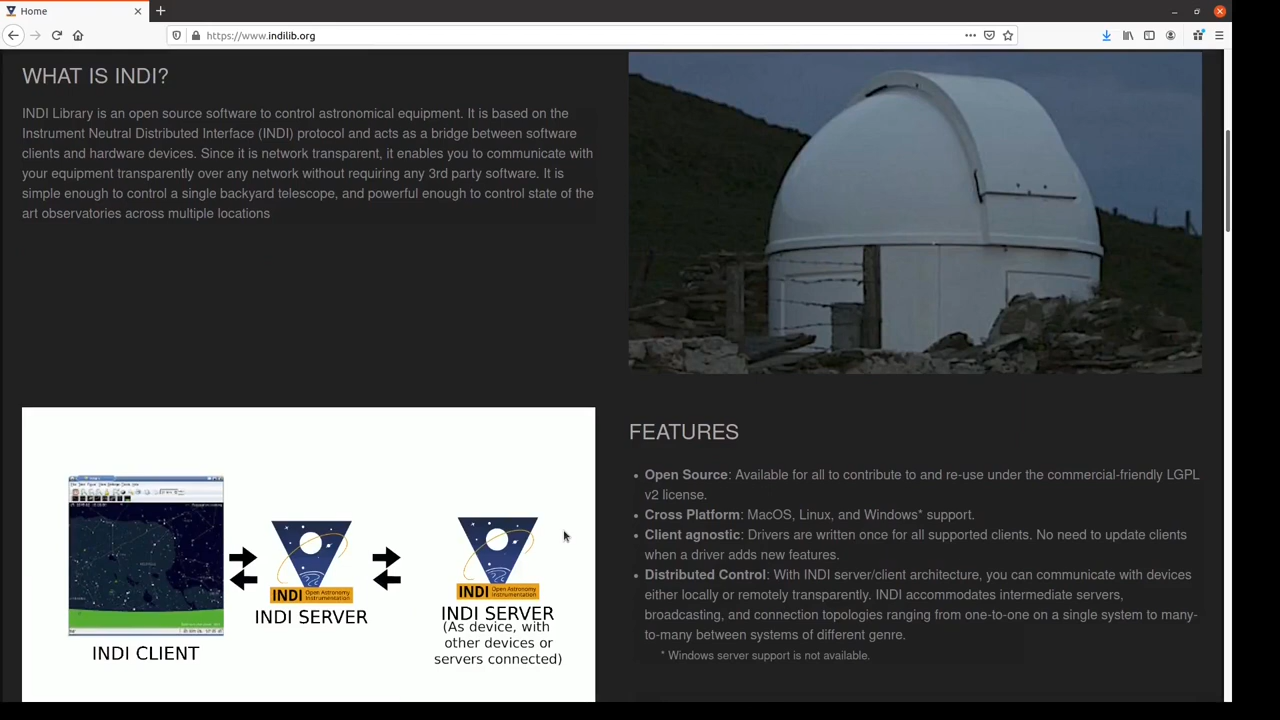 Home
https://www.indilib.org
WHAT IS INDI?
INDI Library is an open source software to control astronomical equipment. It is based on the
Instrument Neutral Distributed Interface (INDI) protocol and acts as a bridge between software
clients and hardware devices. Since it is network transparent, it enables you to communicate with
your equipment transparently over any network without requiring any 3rd party software. It is
simple enough to control a single backyard telescope, and powerful enough to control state of the
art observatories across multiple locations
FEATURES
• Open Source: Available for all to contribute to and re-use under the commercial-friendly LGPL
v2 license.
• Cross Platform: MacOS, Linux, and Windows* support.
• Client agnostic: Drivers are written once for all supported clients. No need to update clients
when a driver adds new features.
• Distributed Control: With INDI server/client architecture, you can communicate with devices
either locally or remotely transparently. INDI accommodates intermediate servers,
broadcasting, and connection topologies ranging from one-to-one on a single system to many-
to-many between systems of different genre.
* Windows server support is not available.
INDI Open Astronomy
Instrumentation
INDI SERVER
INDI Open Astronomy
Instrumentation
INDI SERVER
(As device, with
other devices or
servers connected)
INDI CLIENT